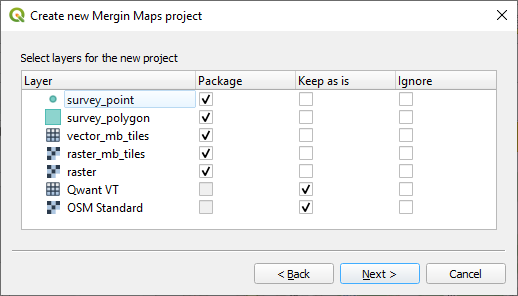 Create new Mergin Maps project
Select layers for the new project
Layer Package Keep as is Ignore
survey_point
survey_polygon
vector_mb_tiles
raster_mb_tiles
raster
Qwant VT
OSM Standard
< Back Next > Cancel